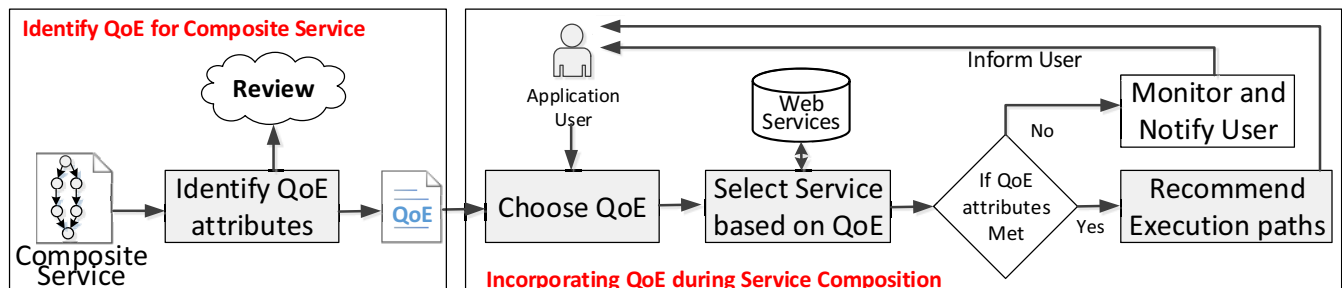 Identify QoE for Composite Service
Review
Composite
Service
Identify QoE
attributes
QoE
Application
User
Choose QoE
Web
Services
Select Service
based on QoE
If QoE
attributes
Met
No
Yes
Inform User
Monitor and
Notify User
Recommend
Execution paths
Incorporating QoE during Service Composition